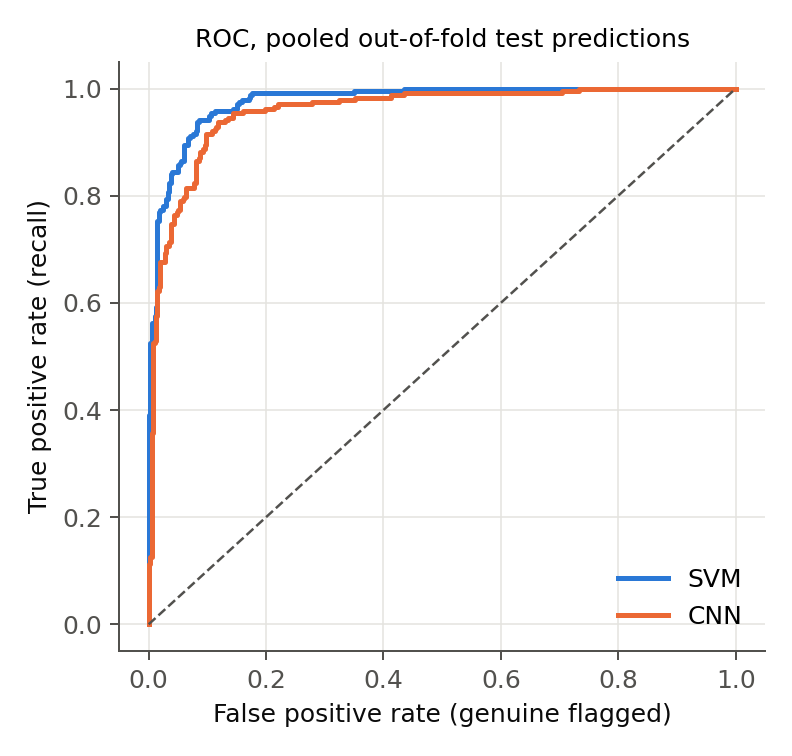 ROC, pooled out-of-fold test predictions
True positive rate (recall)
1.0
0.8
0.6
0.4
0.2
0.0
SVM
CNN
0.0 0.2 0.4 0.6 0.8 1.0
False positive rate (genuine flagged)